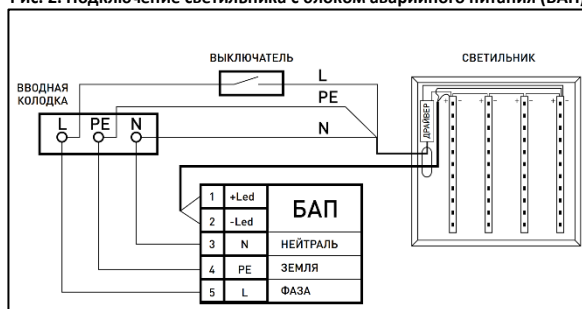 Рис. 2. Подключение светильника с блоком аварийного питания (БАП)
ВЫКЛЮЧАТЕЛЬ
СВЕТИЛЬНИК
L
ВВОДНАЯ
КОЛОДКА
PE
L PE N
N
+ - + - + - + -
ДРАЙВЕР
1 +Led
БАП
2 -Led
3 N НЕЙТРАЛЬ
4 PE ЗЕМЛЯ
5 L ФАЗА